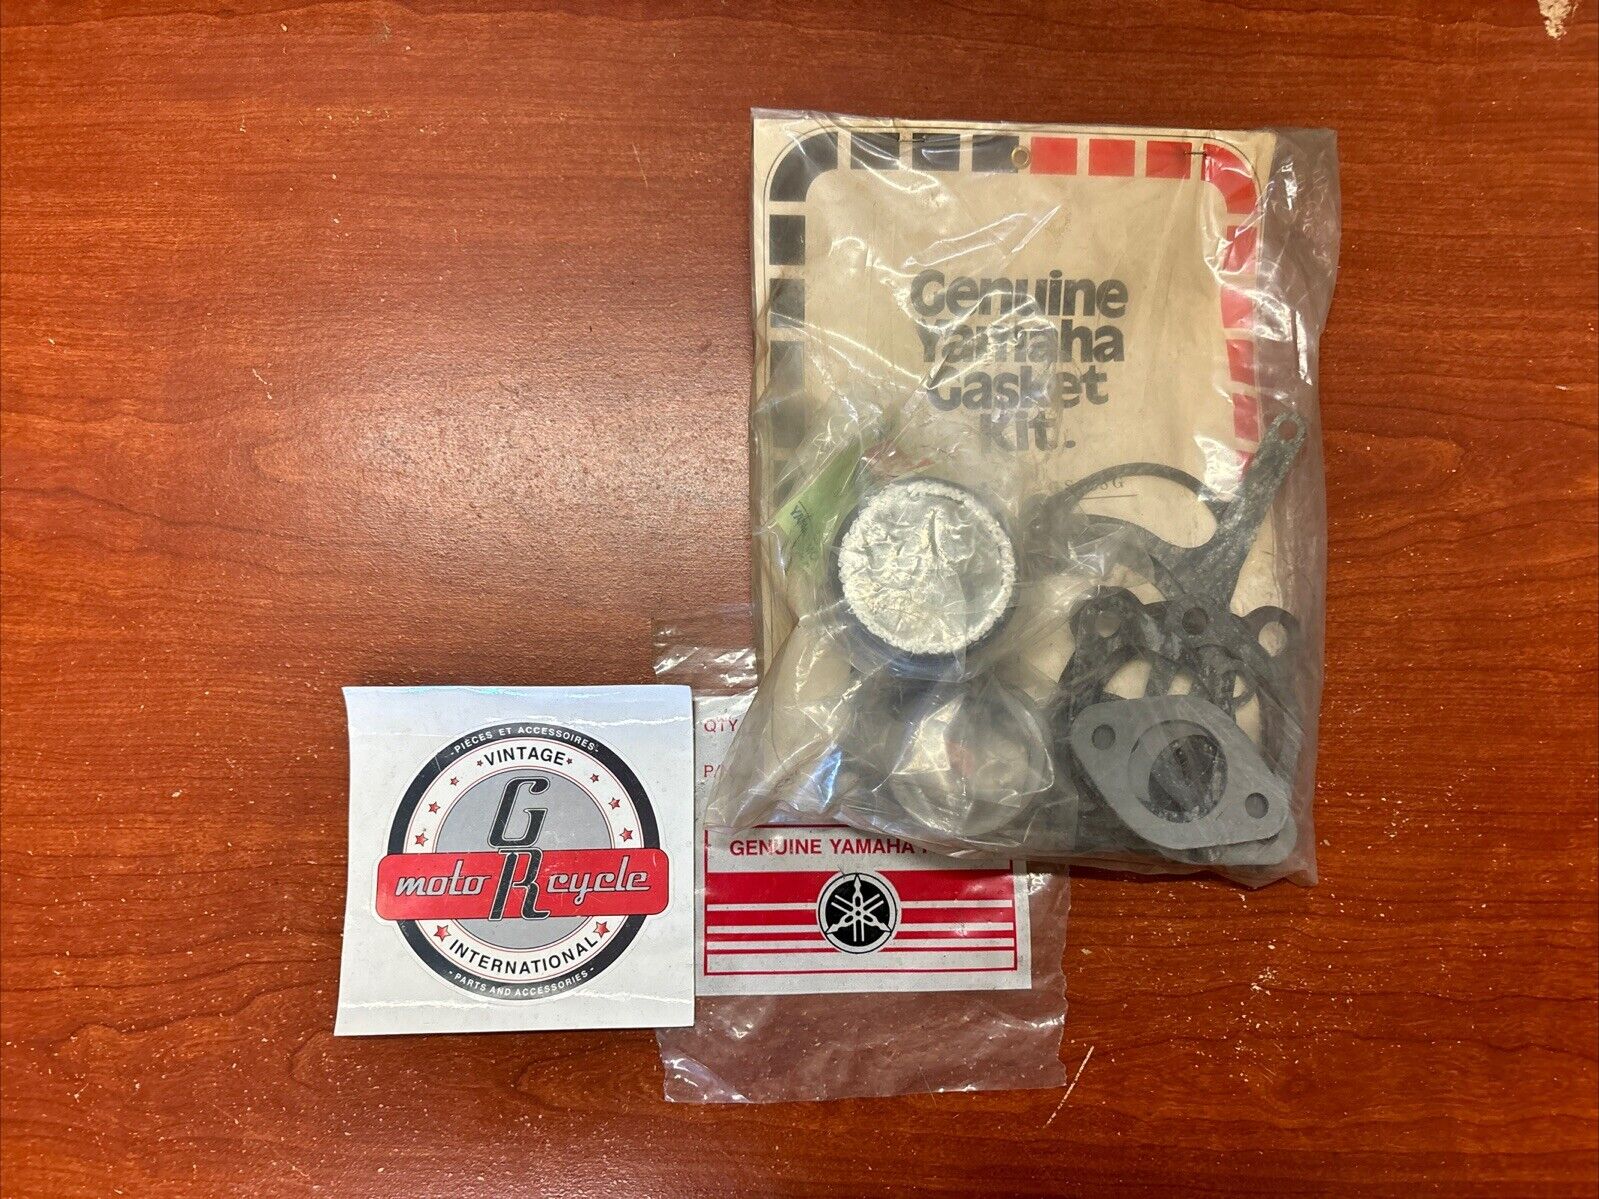 Genuine
Yamaha
Gasket
Kit.
QTY
P/
GENUINE YAMAHA
-PIÈCES ET ACCESSOIRES-
VINTAGE
G
moto R cycle
INTERNATIONAL
- PARTS AND ACCESSORIES -